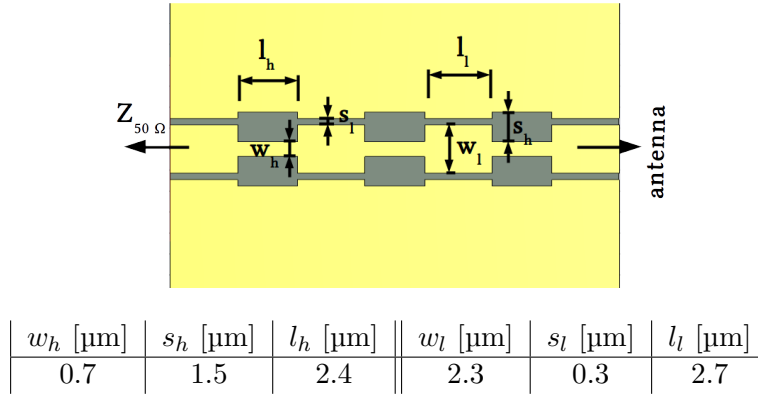 l_h
l_l
Z_50 Ω
s_l
s_h
w_h
w_l
antenna
w_h [µm] s_h [µm] l_h [µm] w_l [µm] s_l [µm] l_l [µm]
0.7 1.5 2.4 2.3 0.3 2.7